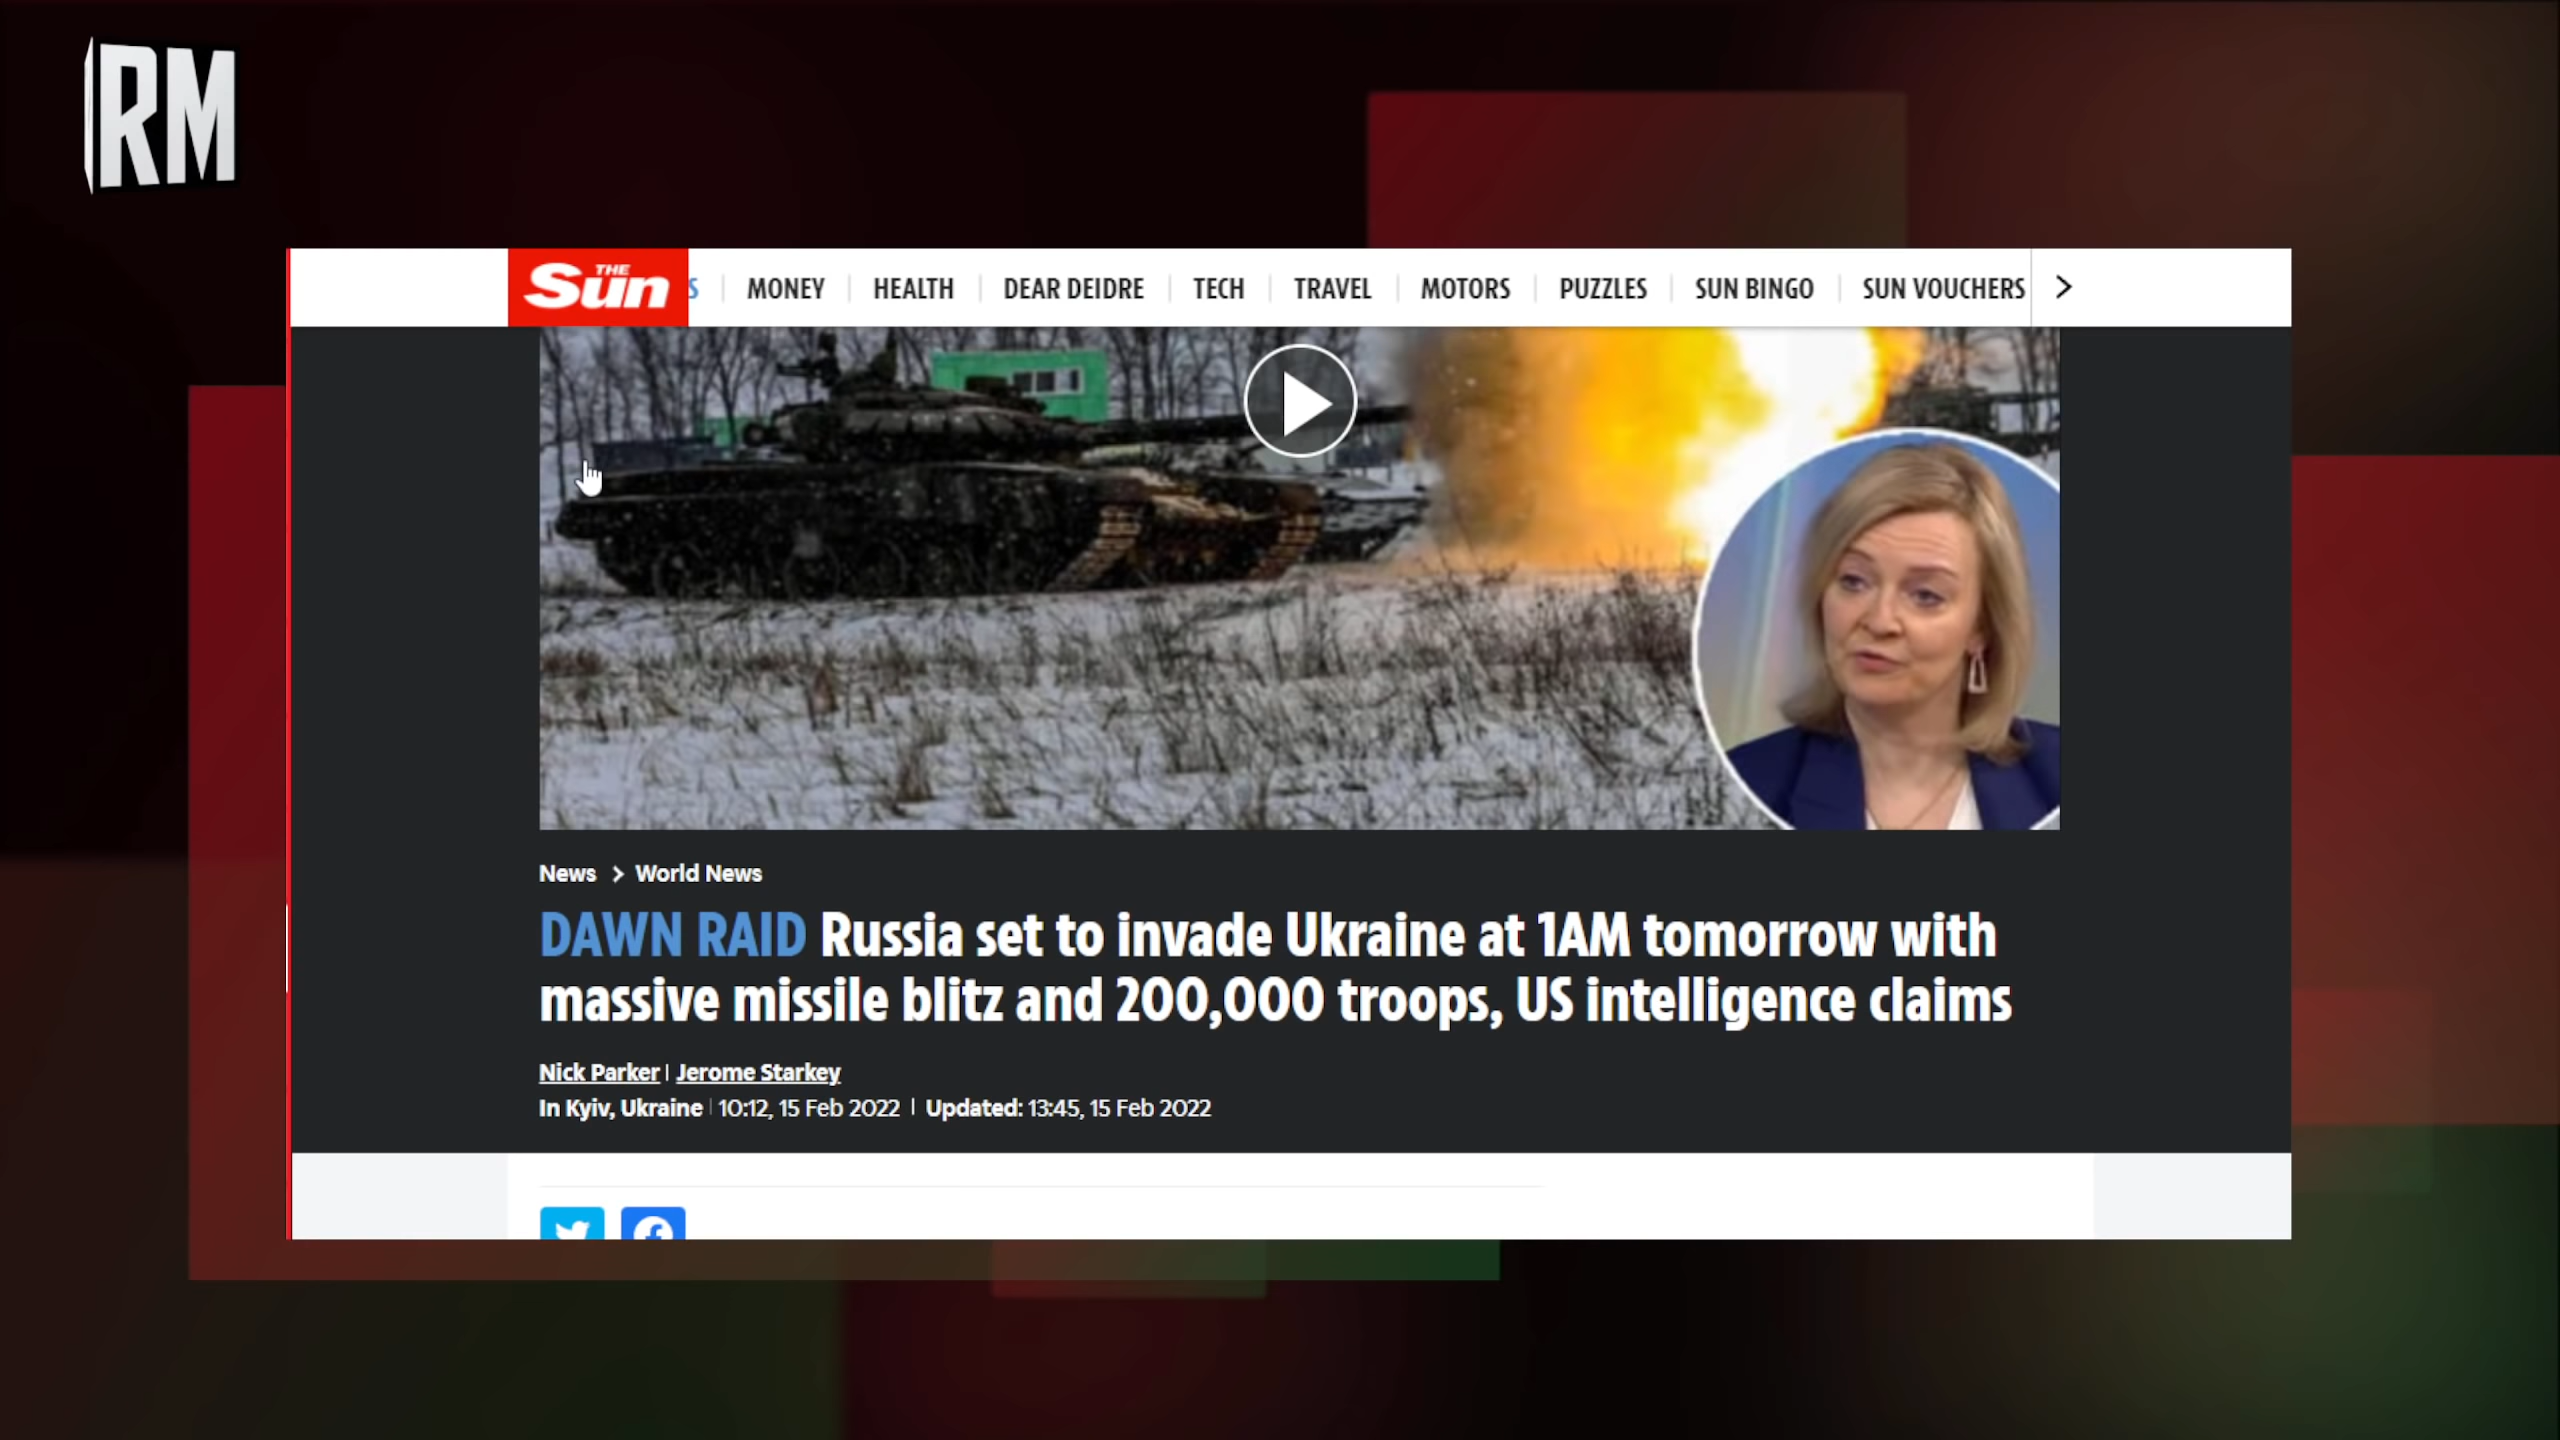 RM
THE
Sun
S
MONEY
HEALTH
DEAR DEIDRE
TECH
TRAVEL
MOTORS
PUZZLES
SUN BINGO
SUN VOUCHERS
News > World News
DAWN RAID Russia set to invade Ukraine at 1AM tomorrow with
massive missile blitz and 200,000 troops, US intelligence claims
Nick Parker | Jerome Starkey
In Kyiv, Ukraine | 10:12, 15 Feb 2022 | Updated: 13:45, 15 Feb 2022